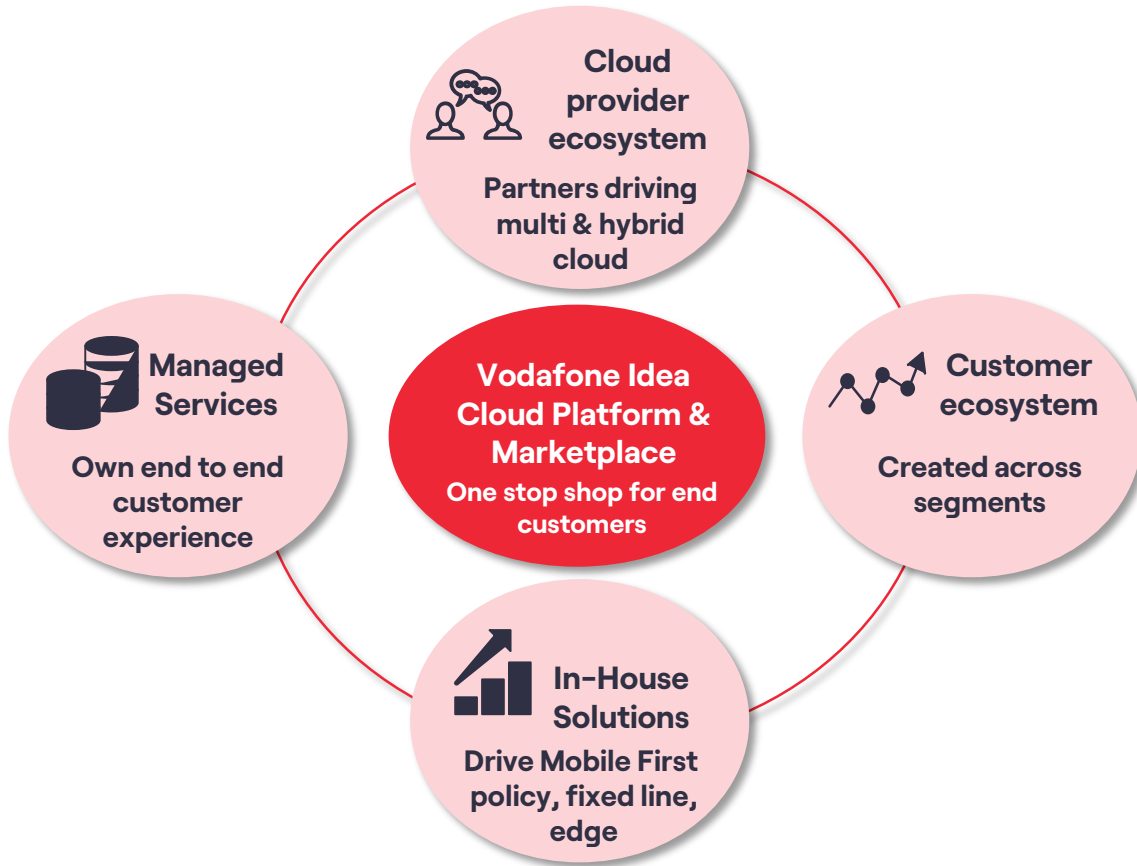 Cloud
provider
ecosystem
Partners driving
multi & hybrid
cloud
Managed
Services
Own end to end
customer
experience
Vodafone Idea
Cloud Platform &
Marketplace
One stop shop for end
customers
Customer
ecosystem
Created across
segments
In-House
Solutions
Drive Mobile First
policy, fixed line,
edge